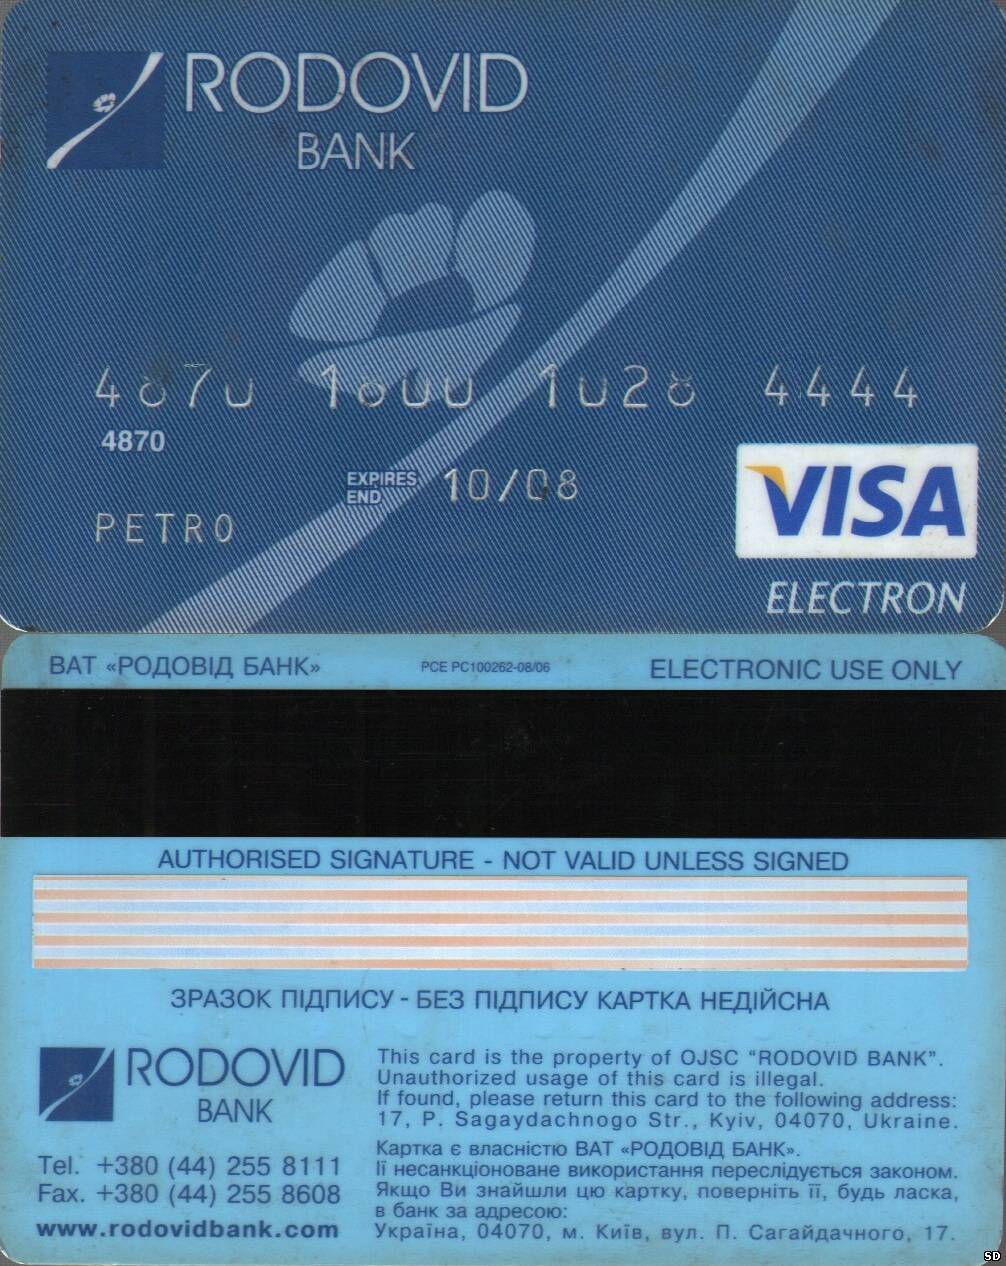 RODOVID
BANK
4870 4444
4870
EXPIRES
END 10/08
PETRO
VISA
ELECTRON
ВАТ «РОДОВІД БАНК» PCE PC100262-08/06 ELECTRONIC USE ONLY
AUTHORISED SIGNATURE - NOT VALID UNLESS SIGNED
ЗРАЗОК ПІДПИСУ - БЕЗ ПІДПИСУ КАРТКА НЕДІЙСНА
RODOVID
BANK
Tel. +380 (44) 255 8111
Fax. +380 (44) 255 8608
www.rodovidbank.com
This card is the property of OJSC "RODOVID BANK".
Unauthorized usage of this card is illegal.
If found, please return this card to the following address:
17, P. Sagaydachnogo Str., Kyiv, 04070, Ukraine.
Картка є власністю ВАТ «РОДОВІД БАНК».
Її несанкціоноване використання переслідується законом.
Якщо Ви знайшли цю картку, поверніть її, будь ласка,
в банк за адресою:
Україна, 04070, м. Київ, вул. П. Сагайдачного, 17.
SD